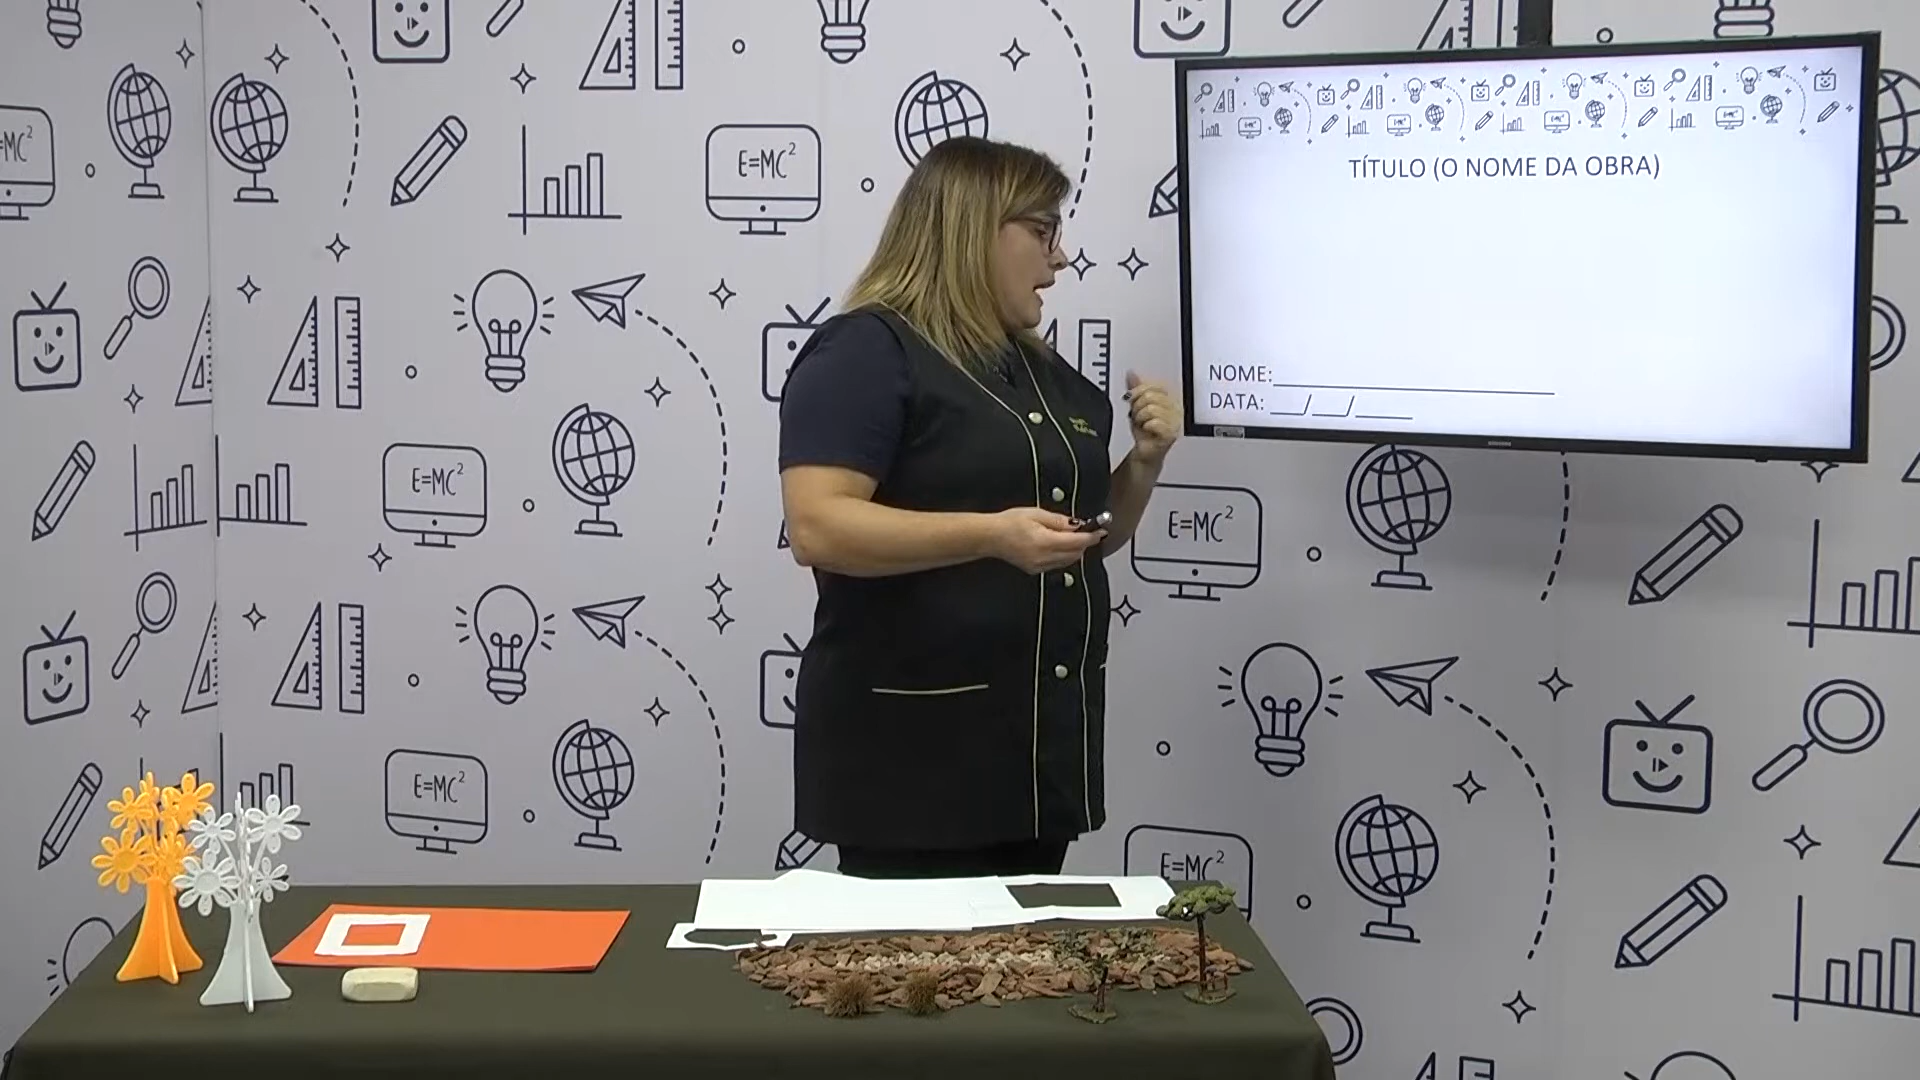 TÍTULO (O NOME DA OBRA)
NOME:
DATA: / /
E=MC²
E=MC²
E=MC²
E=MC²
E=MC²
E=MC²